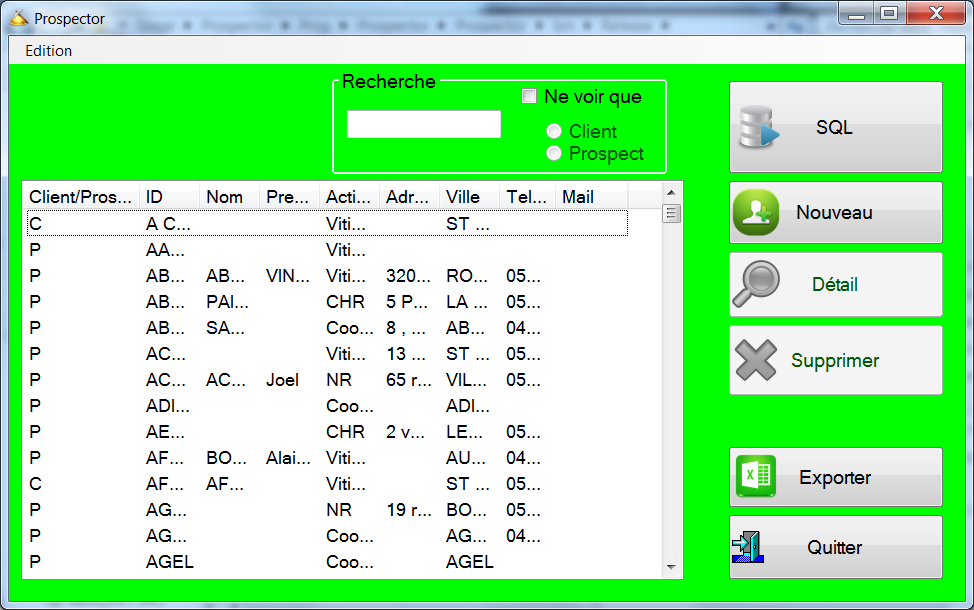 Prospector
Edition
Recherche
Ne voir que
Client
Prospect
Client/Pros... ID Nom Pre... Acti... Adr... Ville Tel... Mail
C A C... Viti... ST ...
P AA... Viti...
P AB... AB... VIN... Viti... 320... RO... 05...
P AB... PAI... CHR 5 P... LA ... 05...
P AB... SA... Coo... 8 , ... AB... 04...
P AC... Viti... 13 ... ST ... 05...
P AC... AC... Joel NR 65 r... VIL... 05...
P ADI... Coo... ADI...
P AE... CHR 2 v... LE... 05...
P AF... BO... Alai... Viti... AU... 04...
C AF... AF... Viti... ST ... 05...
P AG... NR 19 r... BO... 05...
P AG... Coo... AG... 04...
P AGEL Coo... AGEL
SQL
Nouveau
Détail
Supprimer
Exporter
Quitter